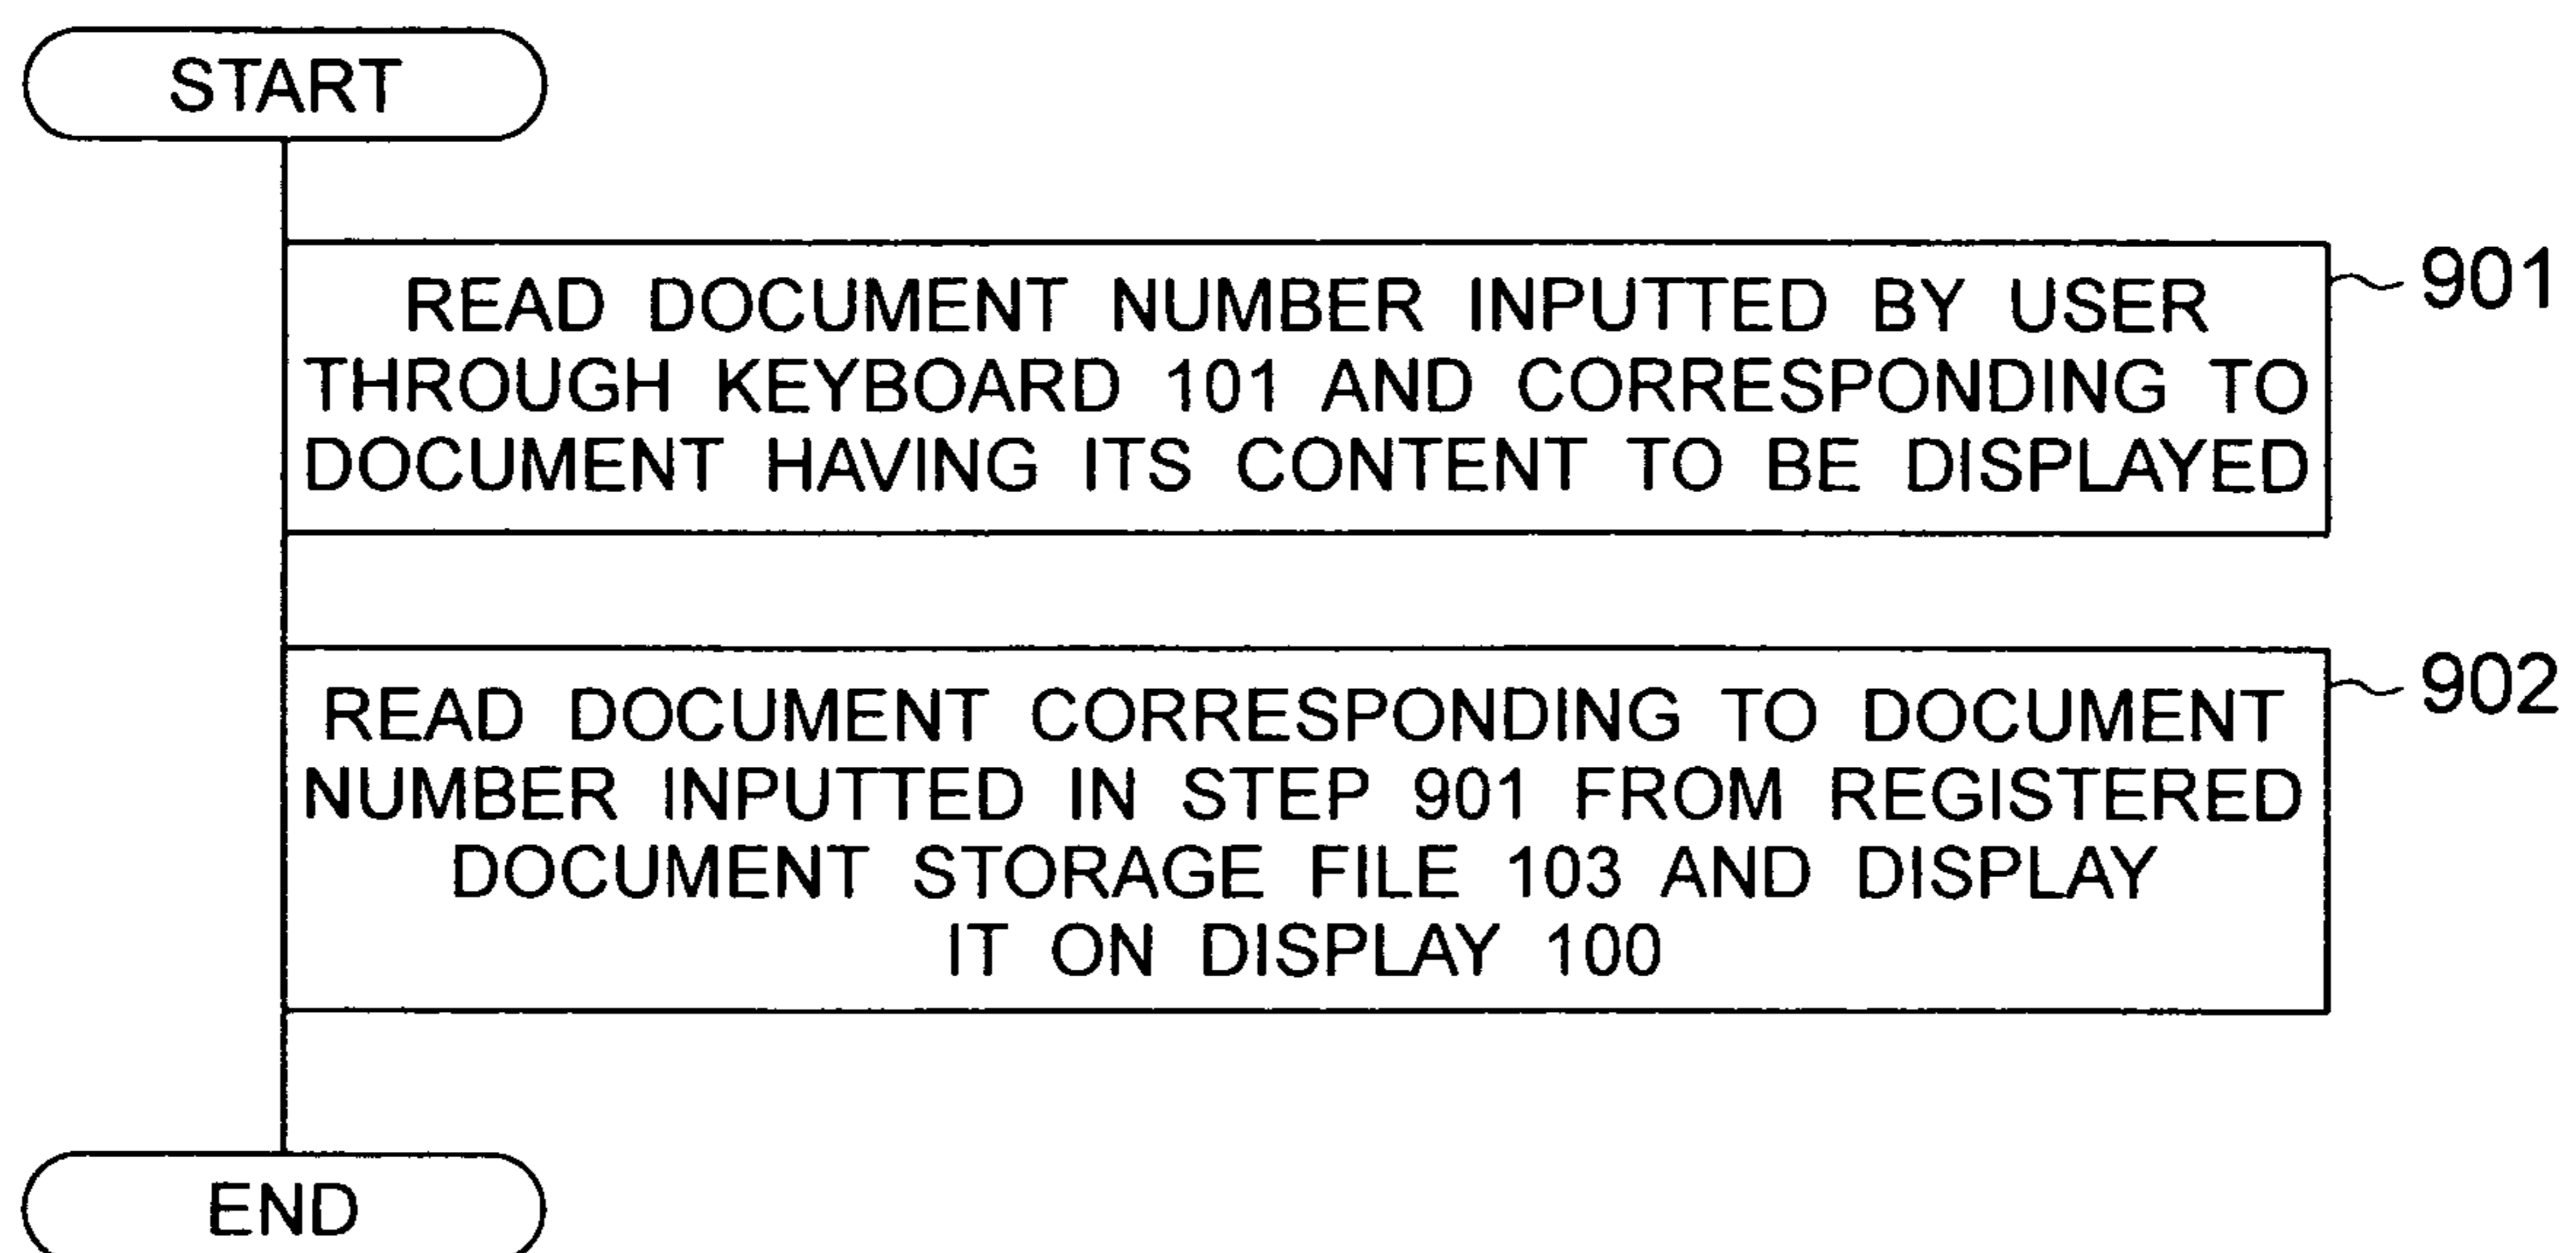 START
READ DOCUMENT NUMBER INPUTTED BY USER
THROUGH KEYBOARD 101 AND CORRESPONDING TO
DOCUMENT HAVING ITS CONTENT TO BE DISPLAYED
901
READ DOCUMENT CORRESPONDING TO DOCUMENT
NUMBER INPUTTED IN STEP 901 FROM REGISTERED
DOCUMENT STORAGE FILE 103 AND DISPLAY
IT ON DISPLAY 100
902
END